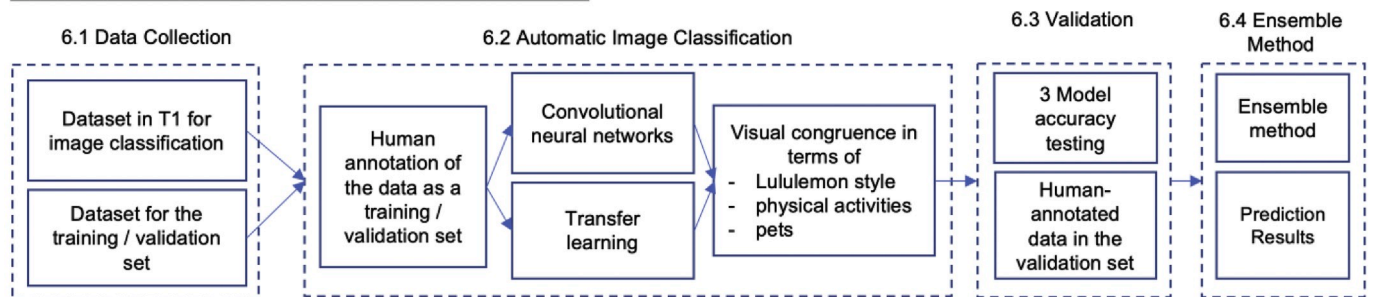 6.1 Data Collection
Dataset in T1 for
image classification
Dataset for the
training / validation
set
6.2 Automatic Image Classification
Human
annotation of
the data as a
training /
validation set
Convolutional
neural networks
Transfer
learning
Visual congruence in
terms of
- Lululemon style
- physical activities
- pets
6.3 Validation
3 Model
accuracy
testing
Human-
annotated
data in the
validation set
6.4 Ensemble
Method
Ensemble
method
Prediction
Results